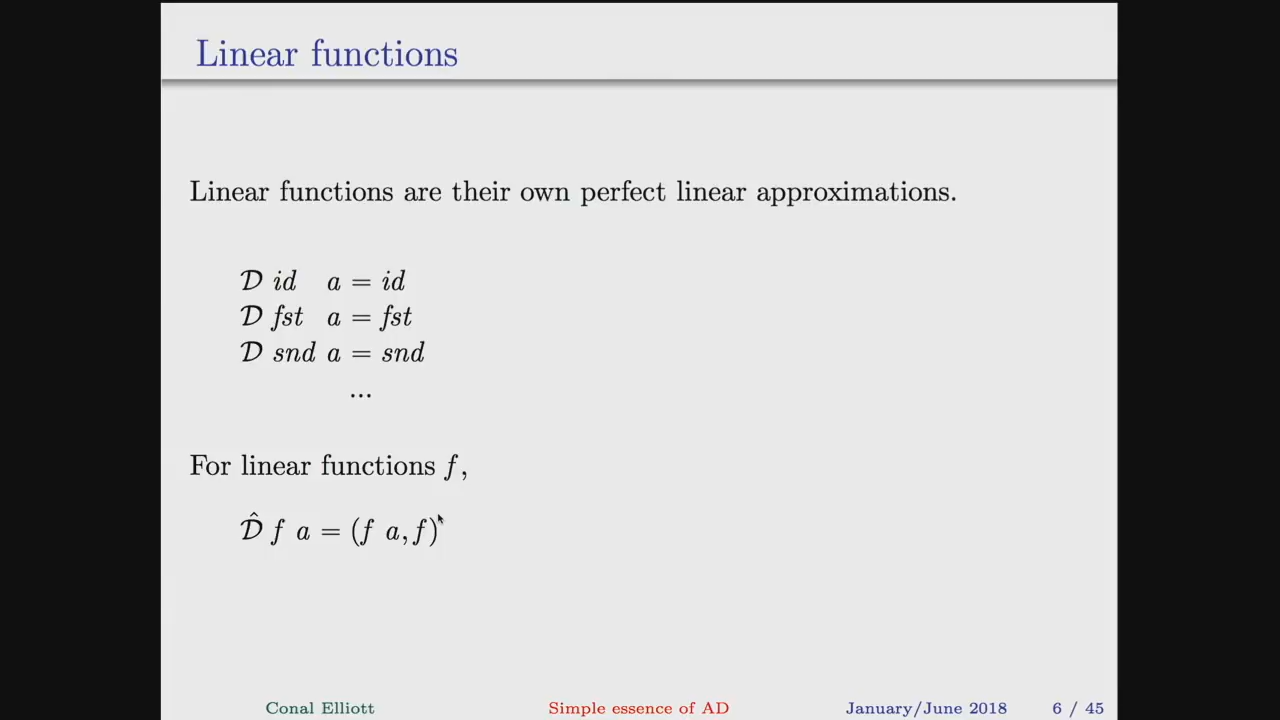 Linear functions
Linear functions are their own perfect linear approximations.
𝒟 id a = id
𝒟 fst a = fst
𝒟 snd a = snd
...
For linear functions f,
𝒟̂ f a = (f a, f)
Conal Elliott Simple essence of AD January/June 2018 6 / 45